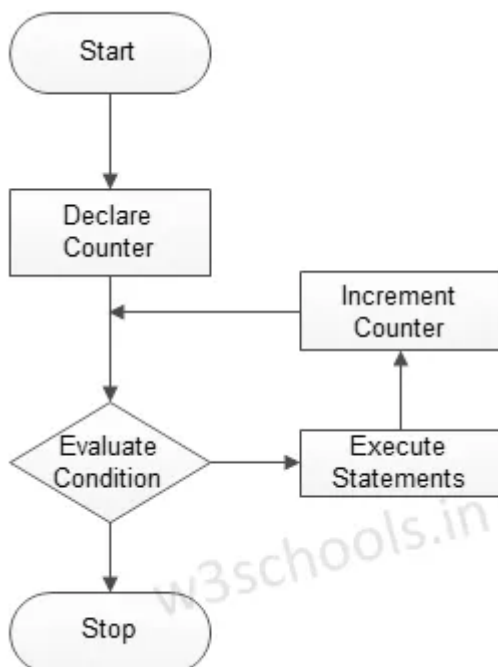 Start
Declare
Counter
Increment
Counter
Evaluate
Condition
Execute
Statements
w3schools.in
Stop